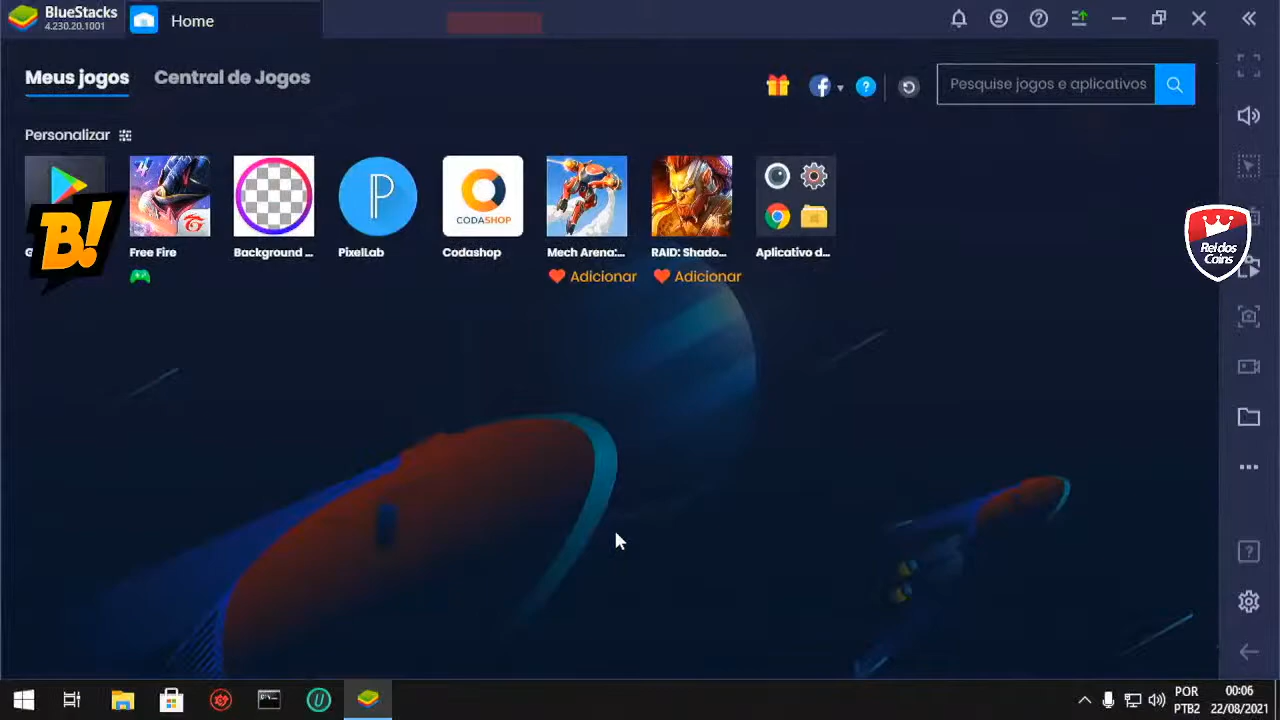 BlueStacks
4.230.20.1001
Home
Meus jogos
Central de Jogos
Pesquise jogos e aplicativos
Personalizar
B!
Free Fire
Background ...
PixelLab
Codashop
Mech Arena:...
RAID: Shado...
Aplicativo d...
CODASHOP
Adicionar
Adicionar
Rei dos
Coins
POR
PTB2
00:06
22/08/2021